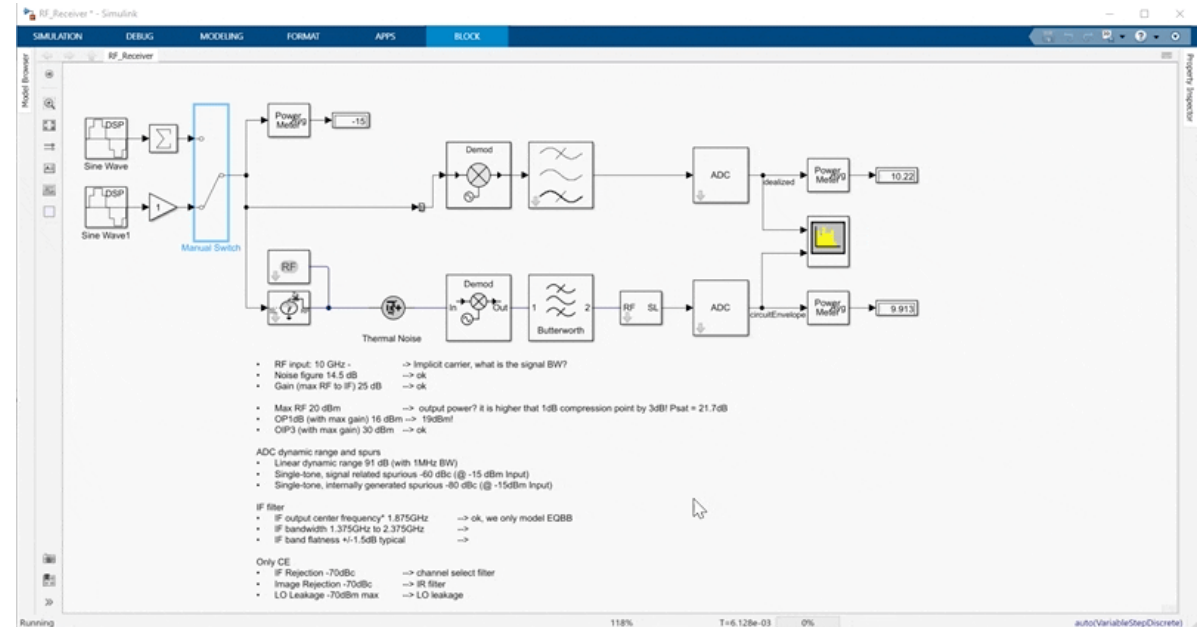 RF_Receiver * - Simulink
SIMULATION DEBUG MODELING FORMAT APPS BLOCK
RF_Receiver
Model Browser
Property Inspector
DSP
Sine Wave
DSP
Sine Wave1
1
Manual Switch
Power Meter Avg
-15
Demod
ADC
idealized
Power Meter Avg
10.22
RF
RF
Thermal Noise
Demod
In Out
1 2
Butterworth
RF SL
ADC
circuitEnvelope
Power Meter Avg
9.913
• RF input: 10 GHz - -> Implicit carrier, what is the signal BW?
• Noise figure 14.5 dB --> ok
• Gain (max RF to IF) 25 dB --> ok
• Max RF 20 dBm --> output power? it is higher that 1dB compression point by 3dB! Psat = 21.7dB
• OP1dB (with max gain) 16 dBm --> 19dBm!
• OIP3 (with max gain) 30 dBm --> ok
ADC dynamic range and spurs
• Linear dynamic range 91 dB (with 1MHz BW)
• Single-tone, signal related spurious -60 dBc (@ -15 dBm Input)
• Single-tone, internally generated spurious -80 dBc (@ -15dBm Input)
IF filter
• IF output center frequency* 1.875GHz --> ok, we only model EQBB
• IF bandwidth 1.375GHz to 2.375GHz -->
• IF band flatness +/-1.5dB typical -->
Only CE
• IF Rejection -70dBc --> channel select filter
• Image Rejection -70dBc --> IR filter
• LO Leakage -70dBm max --> LO leakage
Running 118% T=6.128e-03 0% auto(VariableStepDiscrete)